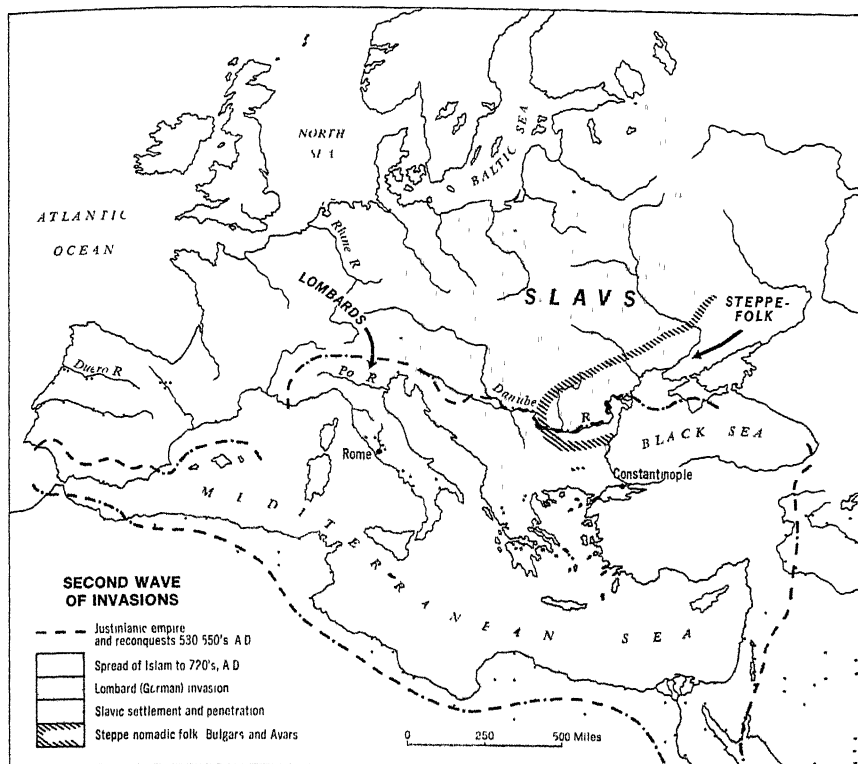 NORTH
SEA
BALTIC SEA
ATLANTIC
OCEAN
Rhine R
LOMBARDS
SLAVS
STEPPE-
FOLK
Duero R
Po R
Danube
R
BLACK SEA
Rome
Constantinople
MIDITERRANEAN SEA
SECOND WAVE
OF INVASIONS
Justinianic empire
and reconquests 530 550's A D
Spread of Islam to 720's, A D
Lombard (German) invasion
Slavic settlement and penetration
Steppe nomadic folk Bulgars and Avars
0 250 500 Miles